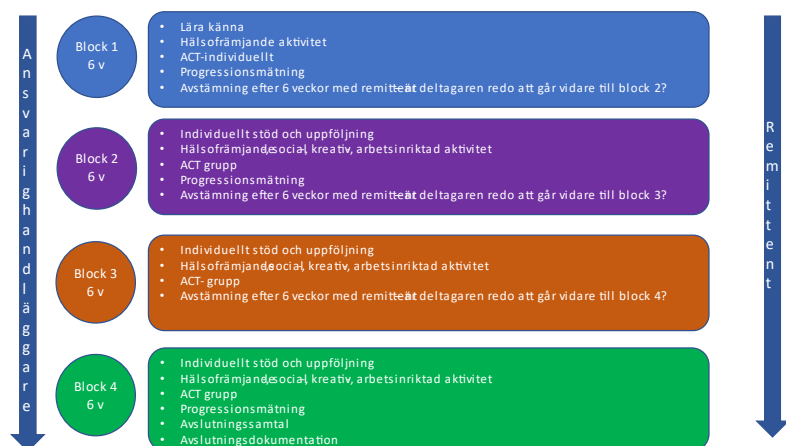 Ansvarighandläggare
Block 1
6 v
• Lära känna
• Hälsofrämjande aktivitet
• ACT-individuellt
• Progressionsmätning
• Avstämning efter 6 veckor med remittent – är deltagaren redo att går vidare till block 2?
Block 2
6 v
• Individuellt stöd och uppföljning
• Hälsofrämjande, social, kreativ, arbetsinriktad aktivitet
• ACT grupp
• Progressionsmätning
• Avstämning efter 6 veckor med remittent – är deltagaren redo att går vidare till block 3?
Block 3
6 v
• Individuellt stöd och uppföljning
• Hälsofrämjande, social-, kreativ, arbetsinriktad aktivitet
• ACT- grupp
• Avstämning efter 6 veckor med remittent – är deltagaren redo att går vidare till block 4?
Block 4
6 v
• Individuellt stöd och uppföljning
• Hälsofrämjande, social-, kreativ, arbetsinriktad aktivitet
• ACT grupp
• Progressionsmätning
• Avslutningssamtal
• Avslutningsdokumentation
Remittent